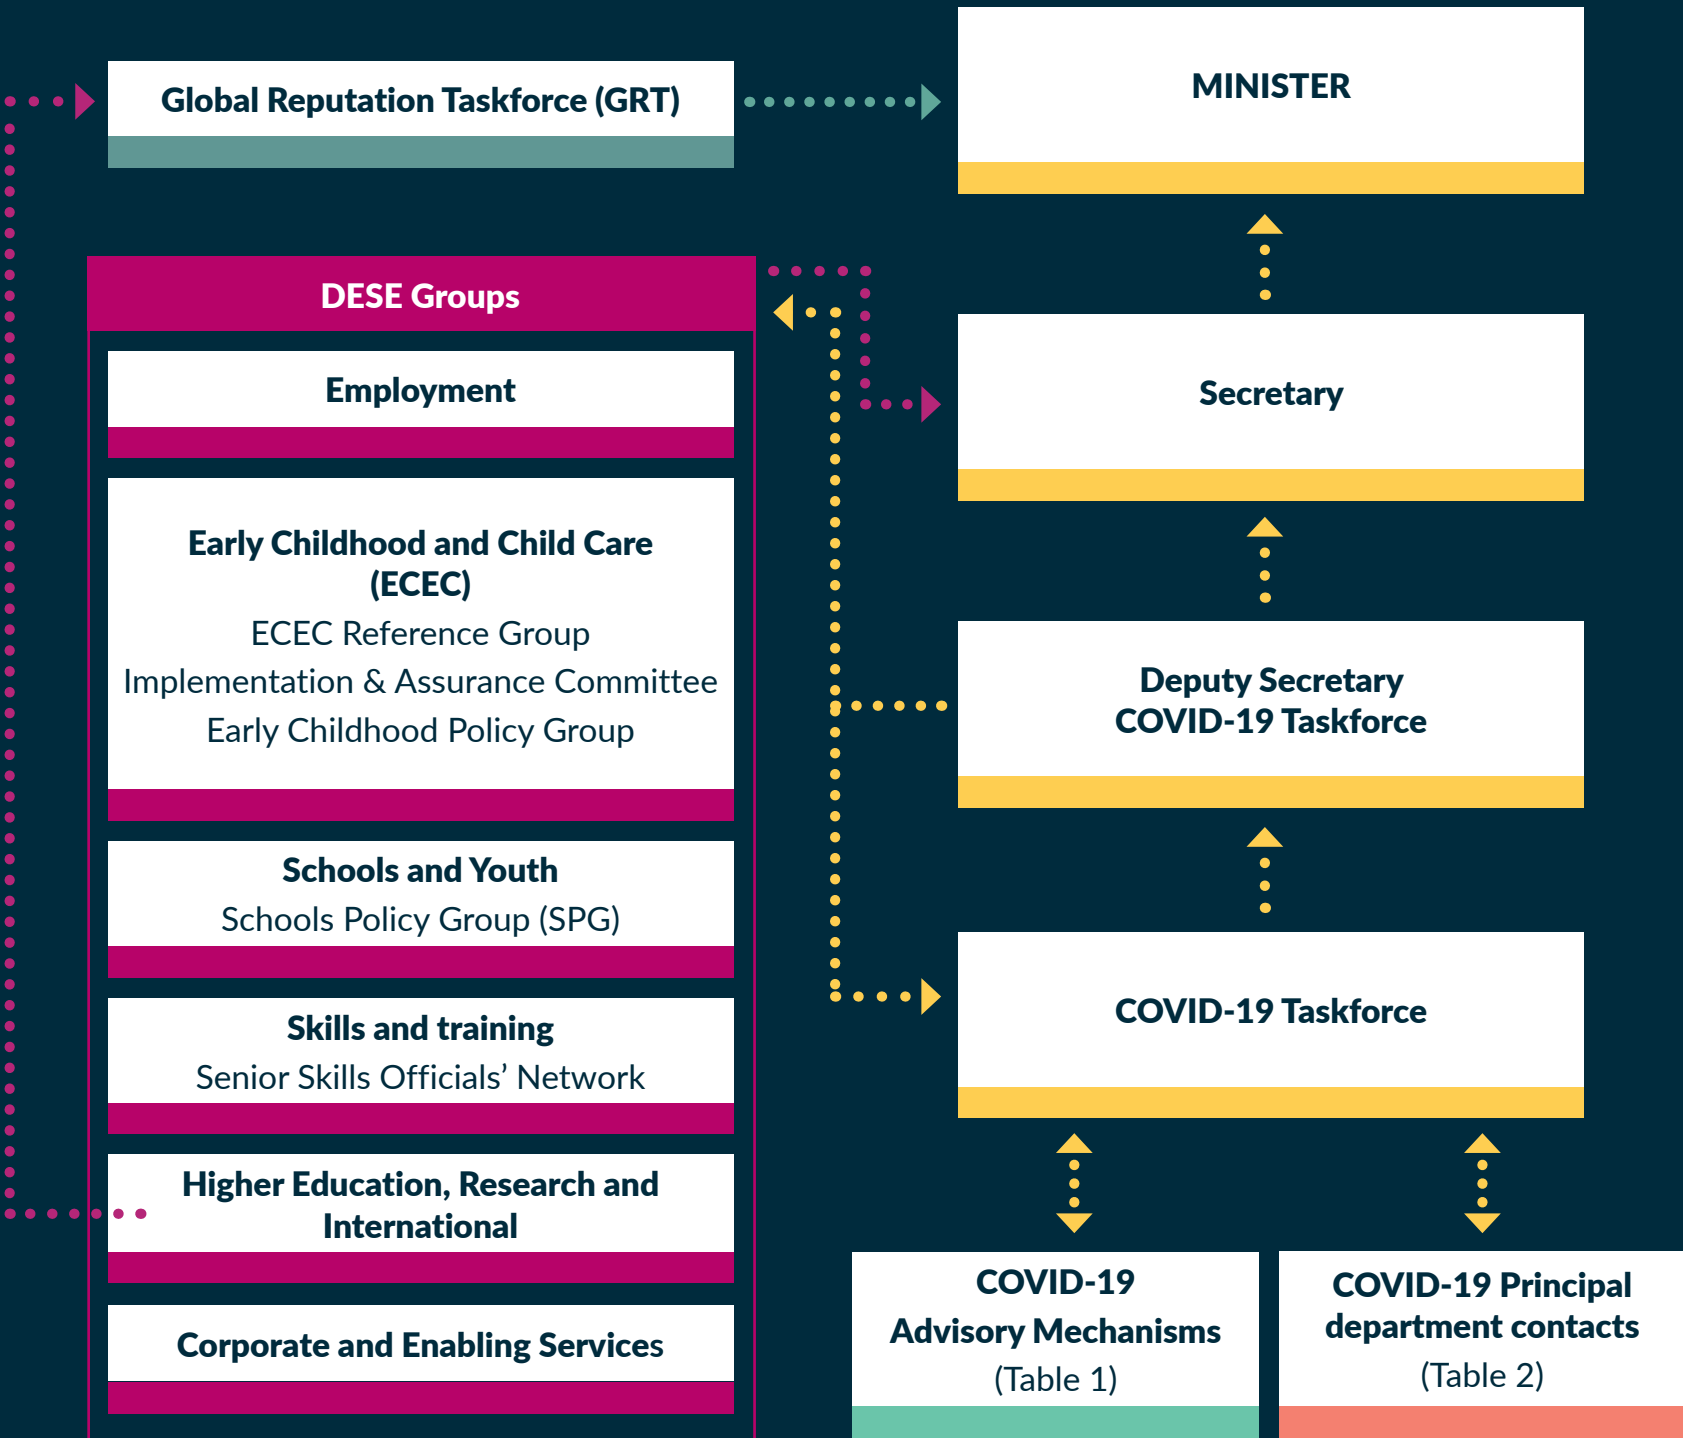 Global Reputation Taskforce (GRT)
MINISTER
DESE Groups
Employment
Early Childhood and Child Care
(ECEC)
ECEC Reference Group
Implementation & Assurance Committee
Early Childhood Policy Group
Schools and Youth
Schools Policy Group (SPG)
Skills and training
Senior Skills Officials’ Network
Higher Education, Research and
International
Corporate and Enabling Services
Secretary
Deputy Secretary
COVID-19 Taskforce
COVID-19 Taskforce
COVID-19
Advisory Mechanisms
(Table 1)
COVID-19 Principal
department contacts
(Table 2)